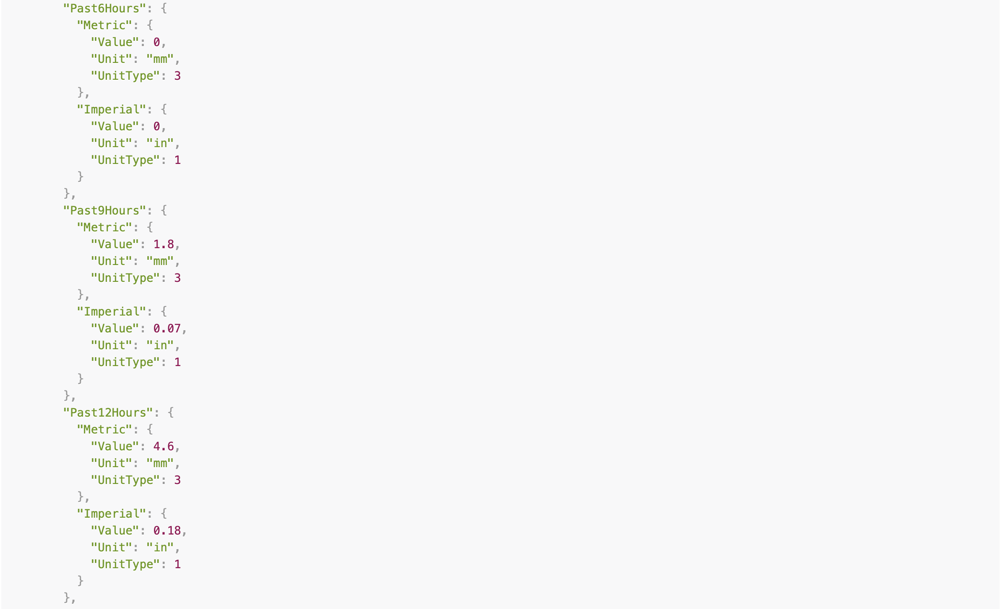 "Past6Hours": {
"Metric": {
"Value": 0,
"Unit": "mm",
"UnitType": 3
},
"Imperial": {
"Value": 0,
"Unit": "in",
"UnitType": 1
}
},
"Past9Hours": {
"Metric": {
"Value": 1.8,
"Unit": "mm",
"UnitType": 3
},
"Imperial": {
"Value": 0.07,
"Unit": "in",
"UnitType": 1
}
},
"Past12Hours": {
"Metric": {
"Value": 4.6,
"Unit": "mm",
"UnitType": 3
},
"Imperial": {
"Value": 0.18,
"Unit": "in",
"UnitType": 1
}
},